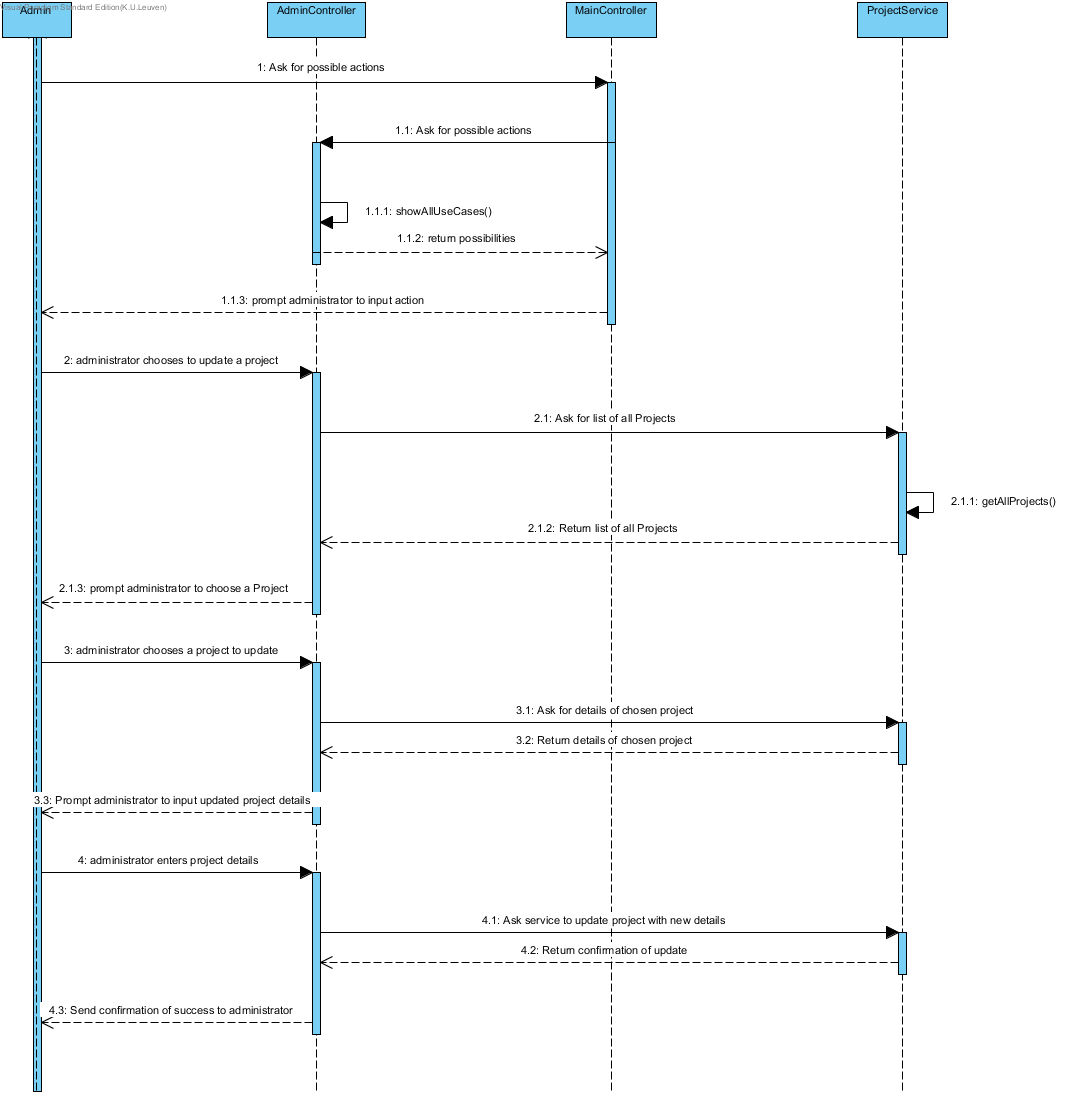 Visual Paradigm Standard Edition(K.U.Leuven)
Admin
AdminController
MainController
ProjectService
1: Ask for possible actions
1.1: Ask for possible actions
1.1.1: showAllUseCases()
1.1.2: return possibilities
1.1.3: prompt administrator to input action
2: administrator chooses to update a project
2.1: Ask for list of all Projects
2.1.1: getAllProjects()
2.1.2: Return list of all Projects
2.1.3: prompt administrator to choose a Project
3: administrator chooses a project to update
3.1: Ask for details of chosen project
3.2: Return details of chosen project
3.3: Prompt administrator to input updated project details
4: administrator enters project details
4.1: Ask service to update project with new details
4.2: Return confirmation of update
4.3: Send confirmation of success to administrator